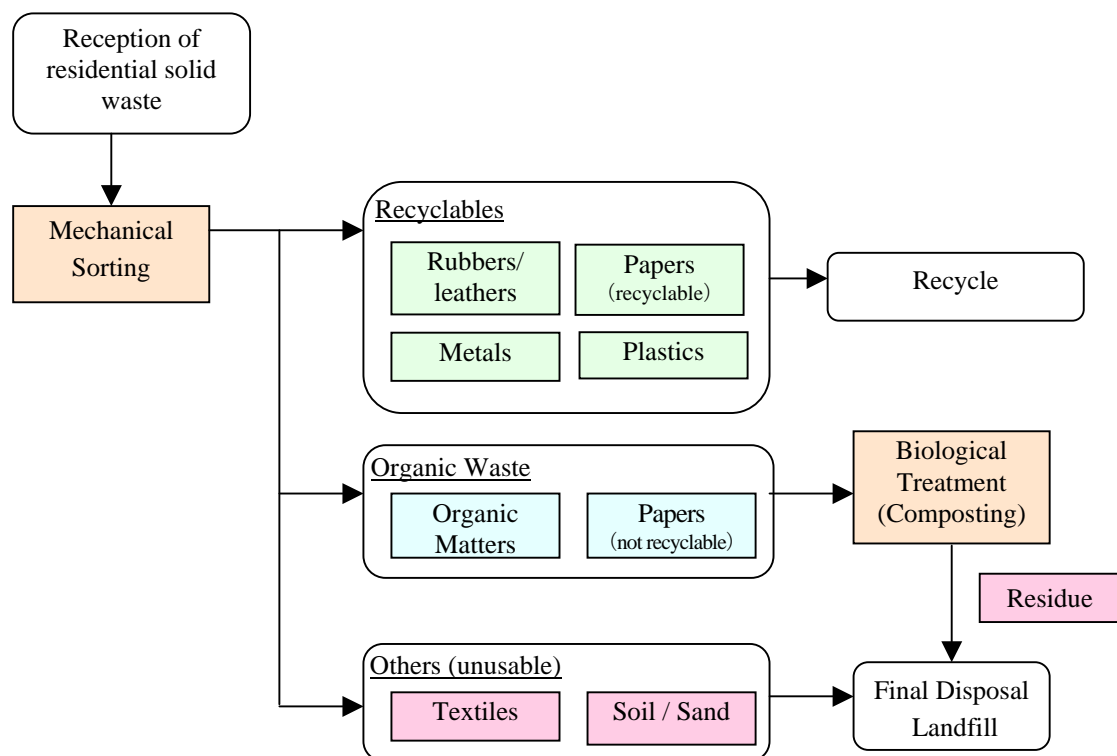 Reception of
residential solid
waste
Mechanical
Sorting
Recyclables
Rubbers/
leathers
Papers
（recyclable）
Metals
Plastics
Recycle
Organic Waste
Organic
Matters
Papers
（not recyclable）
Biological
Treatment
(Composting)
Residue
Others (unusable)
Textiles
Soil / Sand
Final Disposal
Landfill